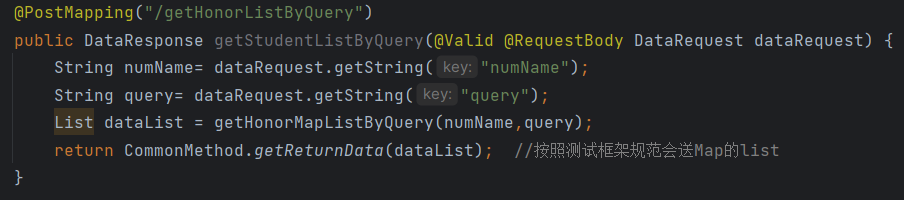 @PostMapping("/getHonorListByQuery")
public DataResponse getStudentListByQuery(@Valid @RequestBody DataRequest dataRequest) {
    String numName= dataRequest.getString( key: "numName");
    String query= dataRequest.getString( key: "query");
    List dataList = getHonorMapListByQuery(numName,query);
    return CommonMethod.getReturnData(dataList);  //按照测试框架规范会送Map的list
}